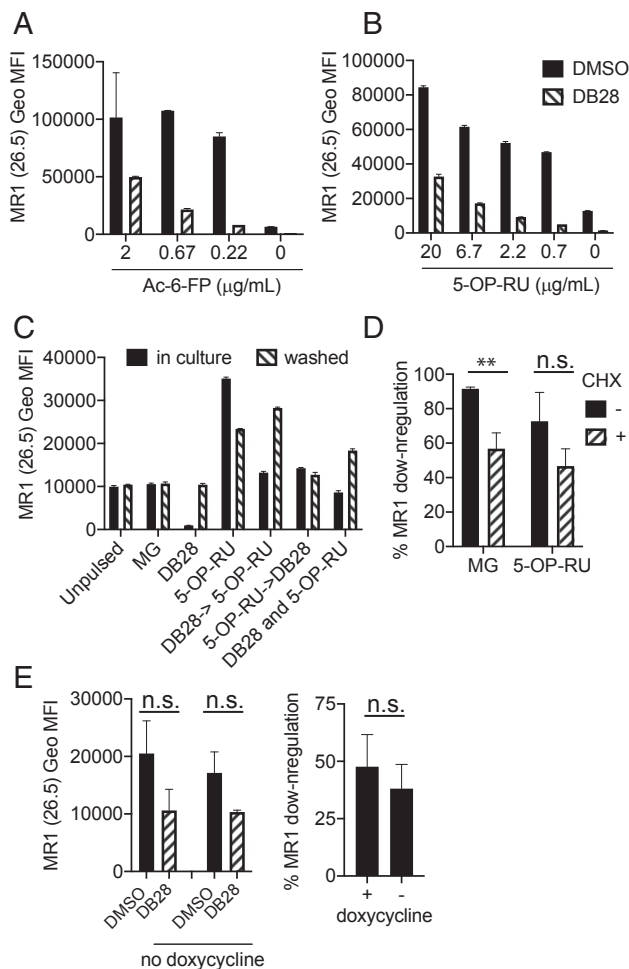 A
MR1 (26.5) Geo MFI
150000
100000
50000
0
2 0.67 0.22 0
Ac-6-FP (μg/mL)
B
MR1 (26.5) Geo MFI
100000
80000
60000
40000
20000
0
20 6.7 2.2 0.7 0
5-OP-RU (μg/mL)
DMSO
DB28
C
MR1 (26.5) Geo MFI
40000
30000
20000
10000
0
in culture washed
Unpulsed
MG
DB28
5-OP-RU
DB28-> 5-OP-RU
5-OP-RU->DB28
DB28 and 5-OP-RU
D
% MR1 dow-nregulation
100
80
60
40
20
0
** n.s.
CHX
-
+
MG 5-OP-RU
E
MR1 (26.5) Geo MFI
30000
20000
10000
0
n.s. n.s.
DMSO DB28 DMSO DB28
no doxycycline
% MR1 dow-nregulation
75
50
25
0
n.s.
+ -
doxycycline